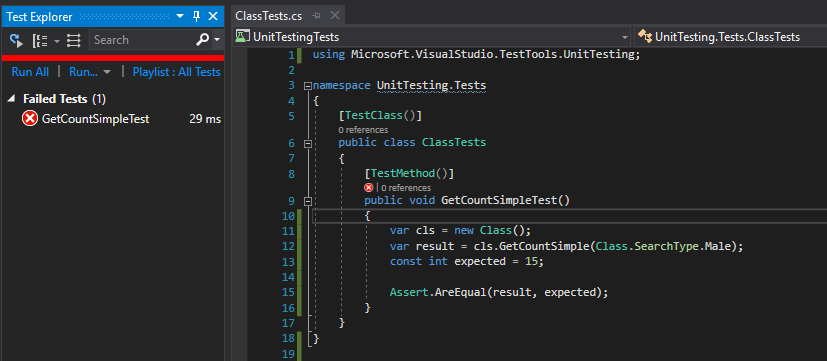 Test Explorer
Search
Run All | Run... Playlist : All Tests
Failed Tests (1)
GetCountSimpleTest 29 ms
ClassTests.cs
UnitTestingTests UnitTesting.Tests.ClassTests
1 using Microsoft.VisualStudio.TestTools.UnitTesting;
2
3 namespace UnitTesting.Tests
4 {
5 [TestClass()]
0 references
6 public class ClassTests
7 {
8 [TestMethod()]
| 0 references
9 public void GetCountSimpleTest()
10 {
11 var cls = new Class();
12 var result = cls.GetCountSimple(Class.SearchType.Male);
13 const int expected = 15;
14
15 Assert.AreEqual(result, expected);
16 }
17 }
18 }
19